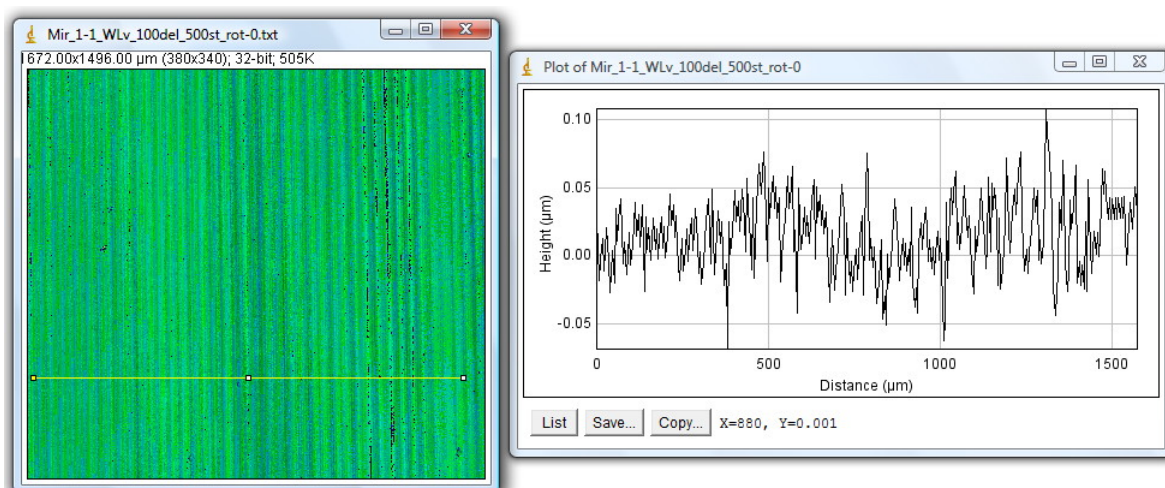 Mir_1-1_WLv_100del_500st_rot-0.txt
1672.00x1496.00 µm (380x340); 32-bit; 505K
Plot of Mir_1-1_WLv_100del_500st_rot-0
0.10
0.05
0.00
-0.05
Height (µm)
0 500 1000 1500
Distance (µm)
List Save... Copy... X=880, Y=0.001